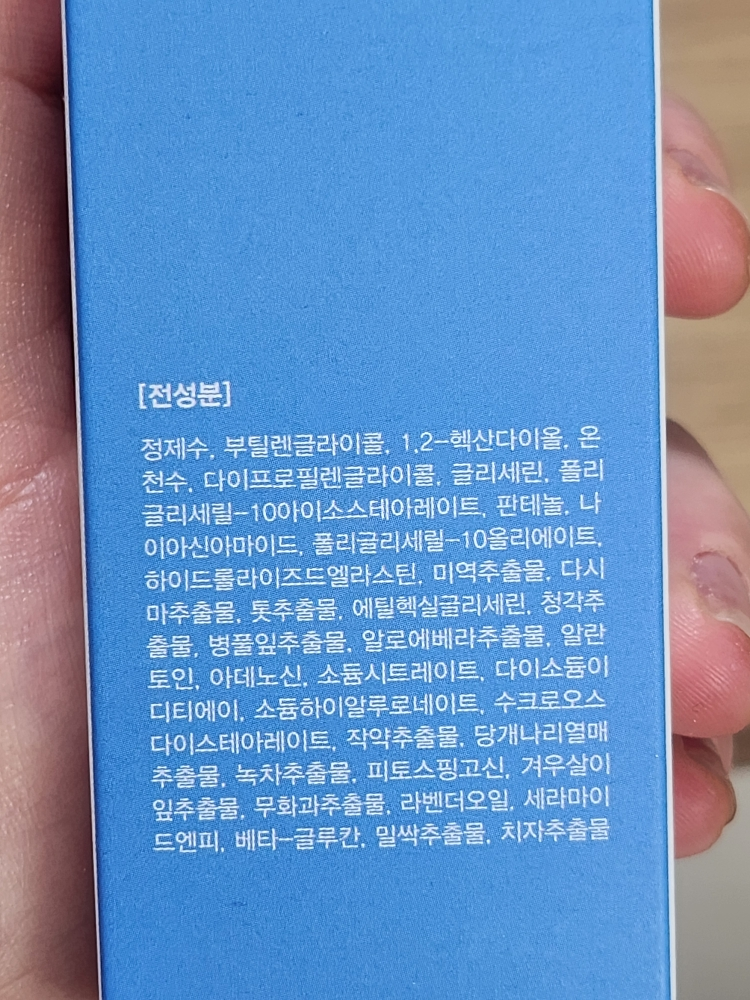 [전성분]
정제수, 부틸렌글라이콜, 1,2-헥산다이올, 온
천수, 다이프로필렌글라이콜, 글리세린, 폴리
글리세릴-10아이소스테아레이트, 판테놀, 나
이아신아마이드, 폴리글리세릴-10올리에이트,
하이드롤라이즈드엘라스틴, 미역추출물, 다시
마추출물, 톳추출물, 에틸헥실글리세린, 청각추
출물, 병풀잎추출물, 알로에베라추출물, 알란
토인, 아데노신, 소듐시트레이트, 다이소듐이
디티에이, 소듐하이알루로네이트, 수크로오스
다이스테아레이트, 작약추출물, 당개나리열매
추출물, 녹차추출물, 피토스핑고신, 겨우살이
잎추출물, 무화과추출물, 라벤더오일, 세라마이
드엔피, 베타-글루칸, 밀싹추출물, 치자추출물